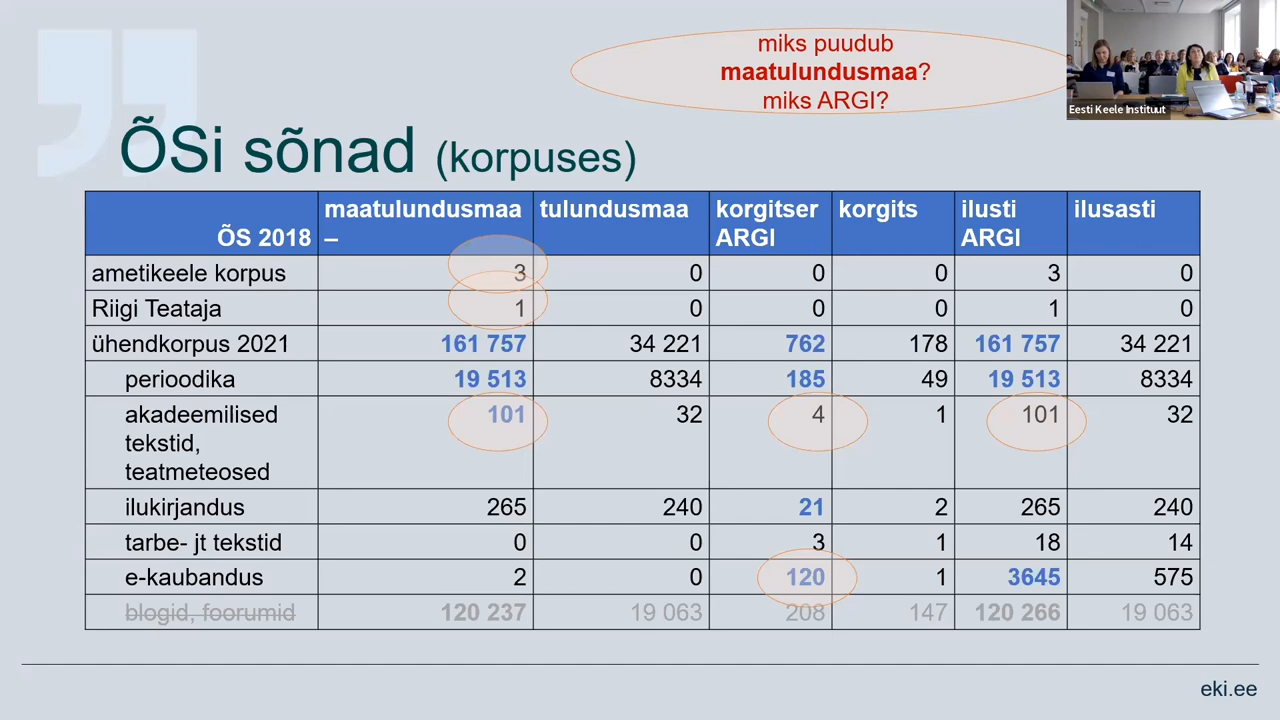 miks puudub
maatulundusmaa?
miks ARGI?
Eesti Keele Instituut
ÕSi sõnad (korpuses)
ÕS 2018 maatulundusmaa – tulundusmaa korgitser ARGI korgits ilusti ARGI ilusasti
ametikeele korpus 3 0 0 0 3 0
Riigi Teataja 1 0 0 0 1 0
ühendkorpus 2021 161 757 34 221 762 178 161 757 34 221
perioodika 19 513 8334 185 49 19 513 8334
akadeemilised 101 32 4 1 101 32
tekstid,
teatmeteosed
ilukirjandus 265 240 21 2 265 240
tarbe- jt tekstid 0 0 3 1 18 14
e-kaubandus 2 0 120 1 3645 575
blogid, foorumid 120 237 19 063 208 147 120 266 19 063
eki.ee